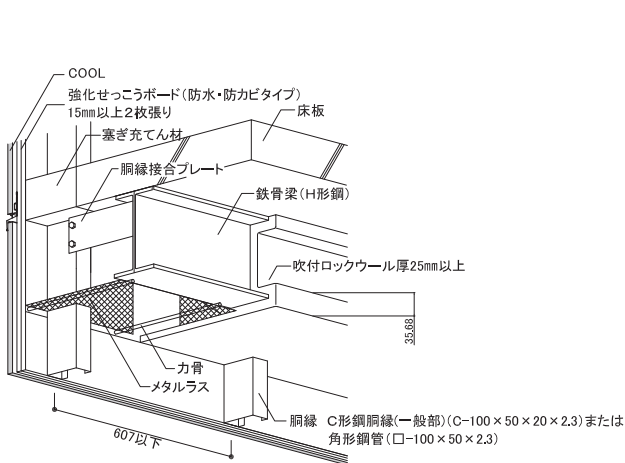 COOL
強化せっこうボード(防水・防カビタイプ)
15mm以上2枚張り
塞ぎ充てん材
床板
胴縁接合プレート
鉄骨梁(H形鋼)
吹付ロックウール厚25mm以上
35.68
力骨
メタルラス
胴縁 C形鋼胴縁(一般部)(C-100×50×20×2.3)または
角形鋼管(□-100×50×2.3)
607以下